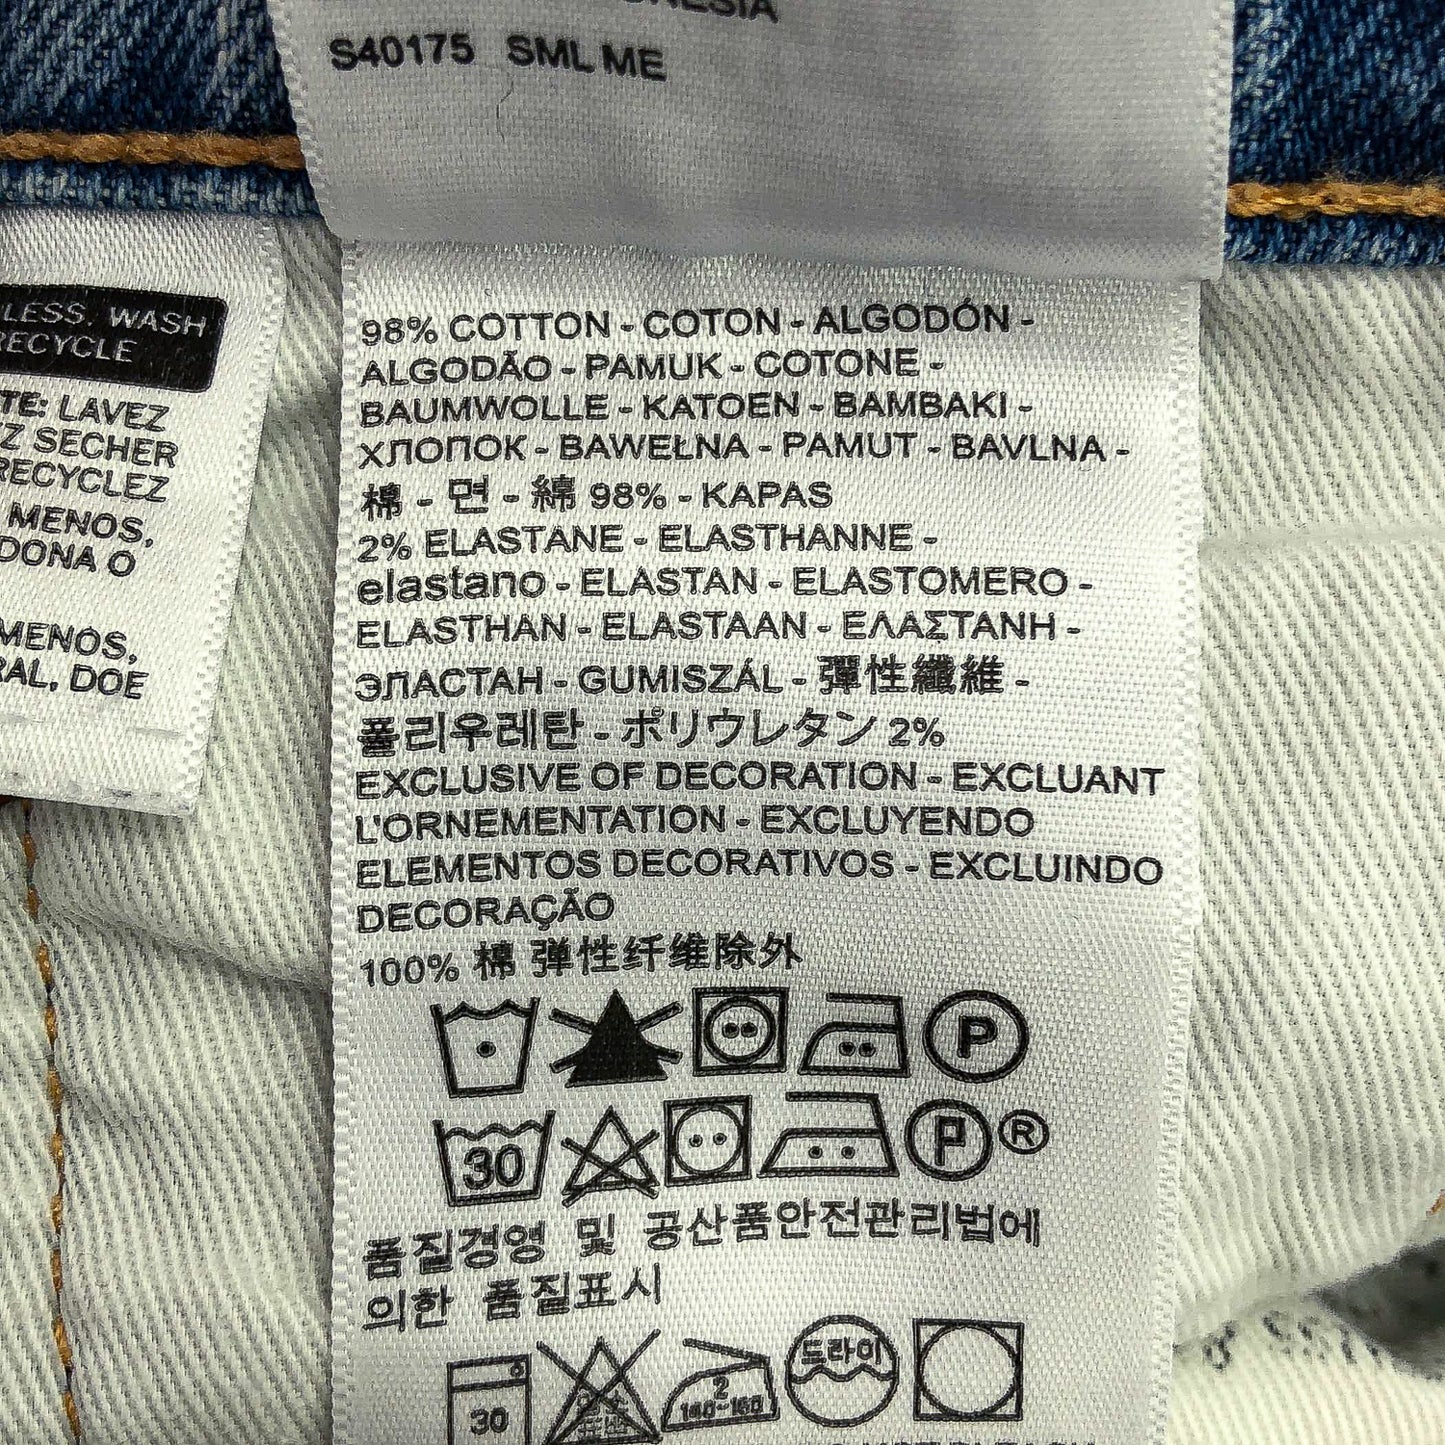 S40175 SML ME
LESS. WASH
RECYCLE
TE: LAVEZ
Z SECHER
RECYCLEZ
MENOS,
DONA O
MENOS,
RAL, DOE
98% COTTON - COTON - ALGODÓN -
ALGODÃO - PAMUK - COTONE -
BAUMWOLLE - KATOEN - BAMBAKI -
ХЛОПОК - BAWEŁNA - PAMUT - BAVLNA -
棉 - 면 - 綿 98% - KAPAS
2% ELASTANE - ELASTHANNE -
elastano - ELASTAN - ELASTOMERO -
ELASTHAN - ELASTAAN - ΕΛΑΣΤΑΝΗ -
ЭЛАСТАН - GUMISZÁL - 彈性纖維 -
폴리우레탄 - ポリウレタン 2%
EXCLUSIVE OF DECORATION - EXCLUANT
L'ORNEMENTATION - EXCLUYENDO
ELEMENTOS DECORATIVOS - EXCLUINDO
DECORAÇÃO
100% 棉 弹性纤维除外
P
30 P ®
품질경영 및 공산품안전관리법에
의한 품질표시
30 2 140~160 드라이